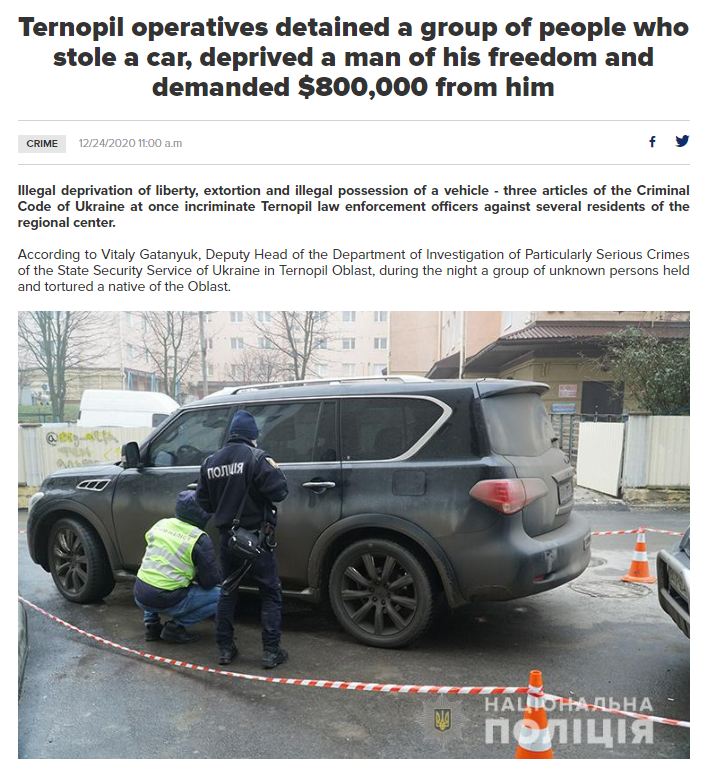 Ternopil operatives detained a group of people who
stole a car, deprived a man of his freedom and
demanded $800,000 from him
CRIME 12/24/2020 11:00 a.m
Illegal deprivation of liberty, extortion and illegal possession of a vehicle - three articles of the Criminal
Code of Ukraine at once incriminate Ternopil law enforcement officers against several residents of the
regional center.
According to Vitaly Gatanyuk, Deputy Head of the Department of Investigation of Particularly Serious Crimes
of the State Security Service of Ukraine in Ternopil Oblast, during the night a group of unknown persons held
and tortured a native of the Oblast.
ПОЛІЦІЯ
НАЦІОНАЛЬНА
ПОЛІЦІЯ